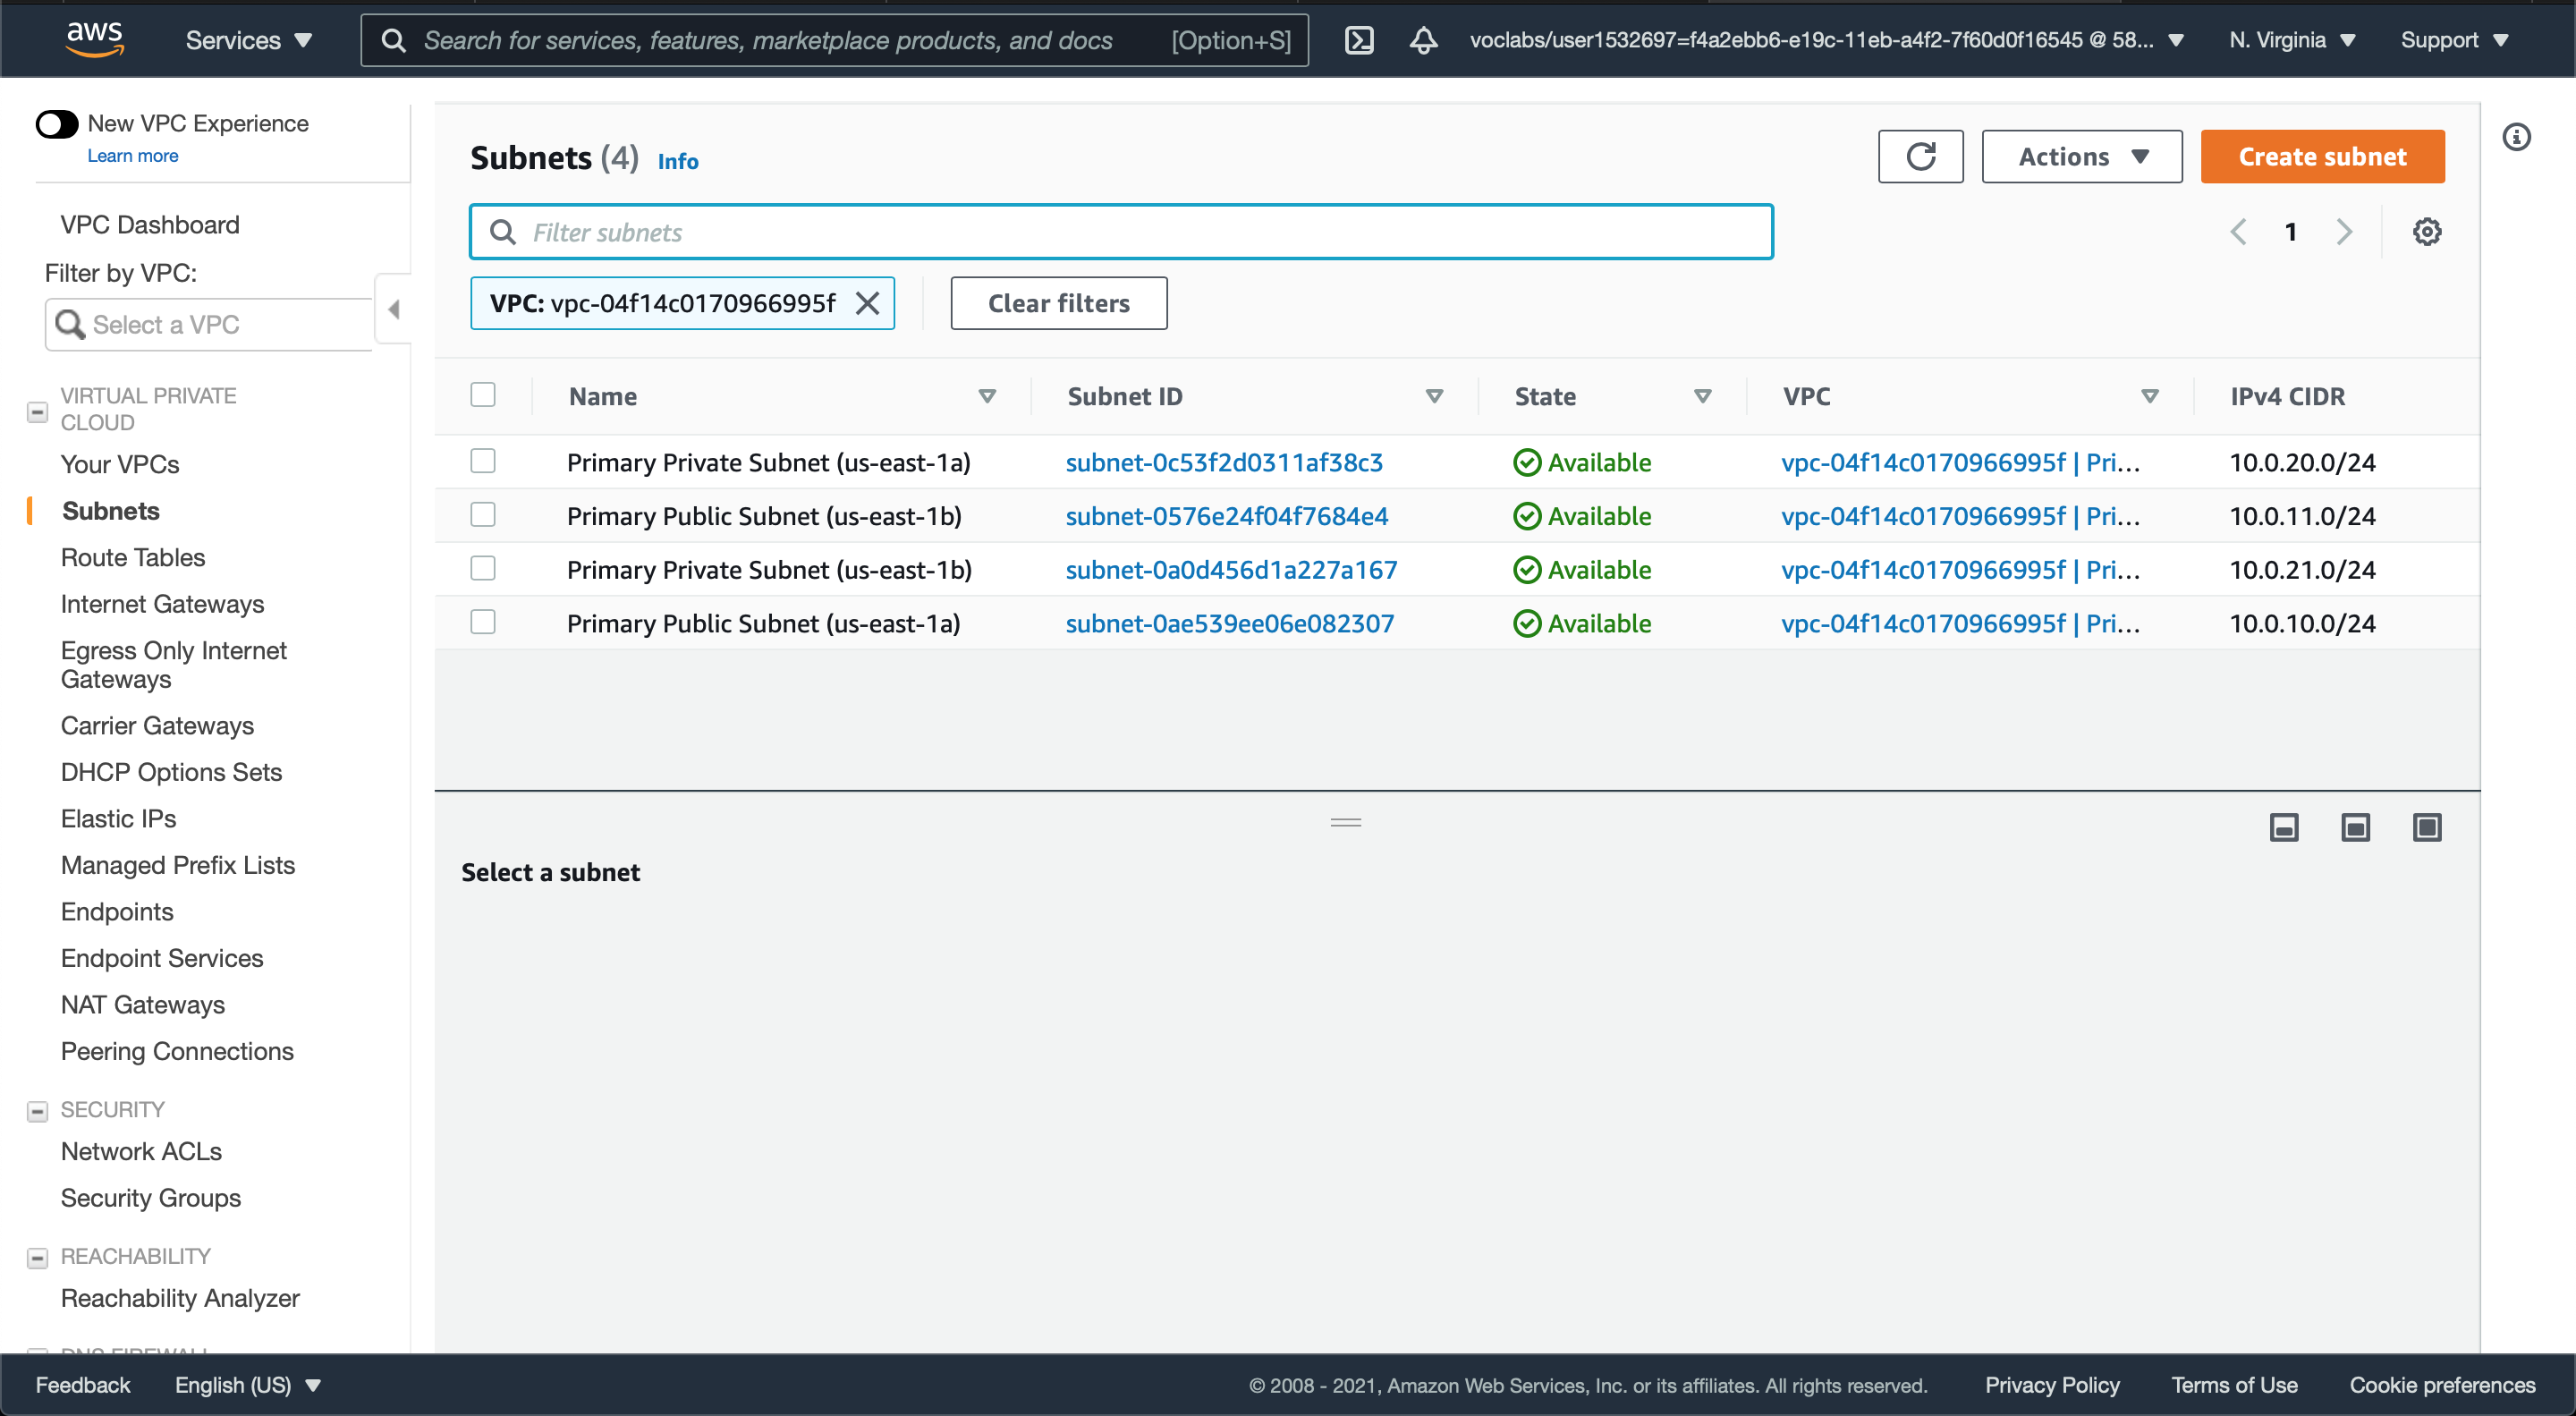 aws
Services
Search for services, features, marketplace products, and docs [Option+S]
voclabs/user1532697=f4a2ebb6-e19c-11eb-a4f2-7f60d0f16545 @ 58...
N. Virginia
Support
New VPC Experience
Learn more
VPC Dashboard
Filter by VPC:
Select a VPC
VIRTUAL PRIVATE
CLOUD
Your VPCs
Subnets
Route Tables
Internet Gateways
Egress Only Internet
Gateways
Carrier Gateways
DHCP Options Sets
Elastic IPs
Managed Prefix Lists
Endpoints
Endpoint Services
NAT Gateways
Peering Connections
SECURITY
Network ACLs
Security Groups
REACHABILITY
Reachability Analyzer
DNS FIREWALL
Subnets (4) Info
Actions
Create subnet
Filter subnets
1
VPC: vpc-04f14c0170966995f
Clear filters
Name Subnet ID State VPC IPv4 CIDR
Primary Private Subnet (us-east-1a) subnet-0c53f2d0311af38c3 Available vpc-04f14c0170966995f | Pri... 10.0.20.0/24
Primary Public Subnet (us-east-1b) subnet-0576e24f04f7684e4 Available vpc-04f14c0170966995f | Pri... 10.0.11.0/24
Primary Private Subnet (us-east-1b) subnet-0a0d456d1a227a167 Available vpc-04f14c0170966995f | Pri... 10.0.21.0/24
Primary Public Subnet (us-east-1a) subnet-0ae539ee06e082307 Available vpc-04f14c0170966995f | Pri... 10.0.10.0/24
Select a subnet
Feedback
English (US)
© 2008 - 2021, Amazon Web Services, Inc. or its affiliates. All rights reserved.
Privacy Policy
Terms of Use
Cookie preferences